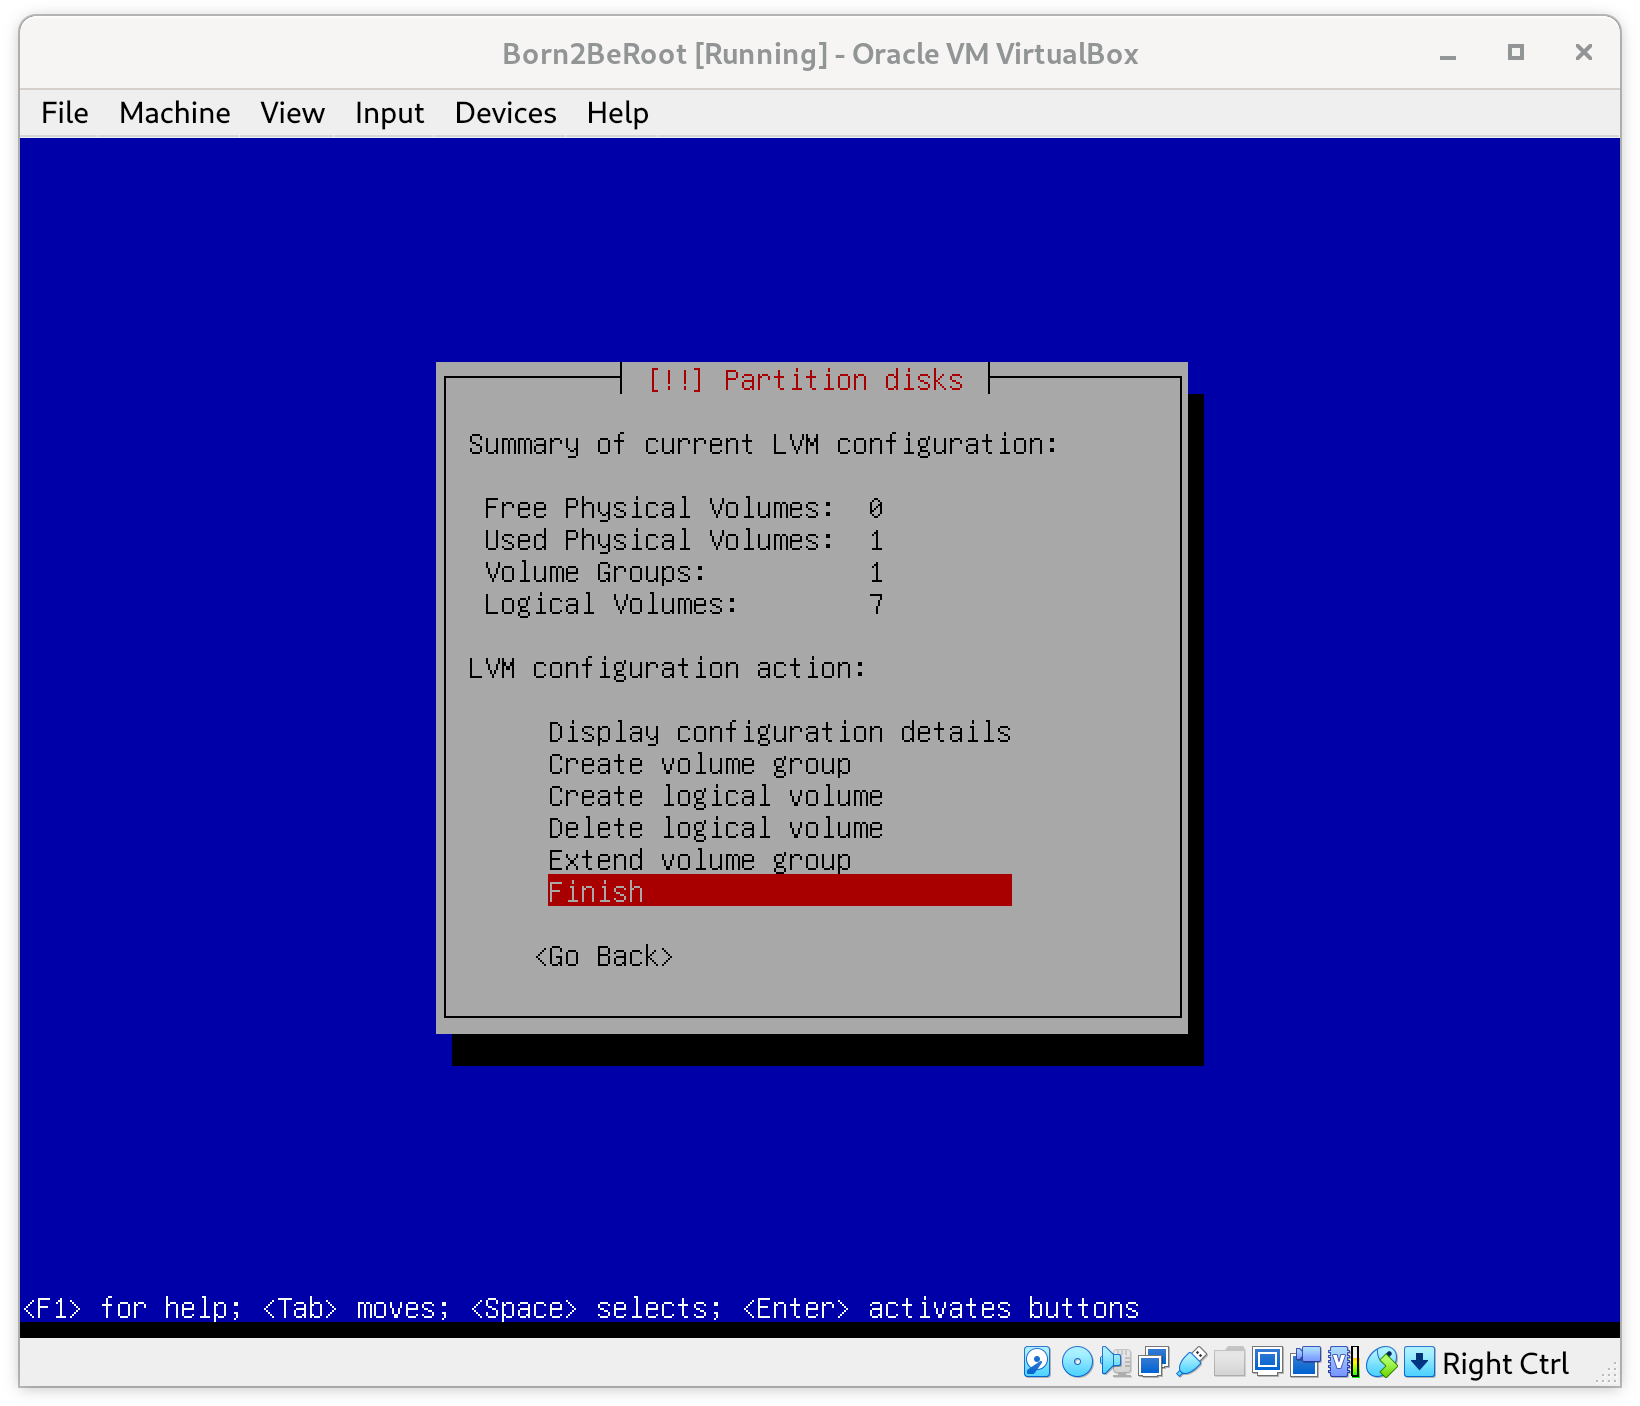 Born2BeRoot [Running] - Oracle VM VirtualBox
File Machine View Input Devices Help
[!!] Partition disks
Summary of current LVM configuration:
Free Physical Volumes: 0
Used Physical Volumes: 1
Volume Groups: 1
Logical Volumes: 7
LVM configuration action:
Display configuration details
Create volume group
Create logical volume
Delete logical volume
Extend volume group
Finish
<Go Back>
<F1> for help; <Tab> moves; <Space> selects; <Enter> activates buttons
Right Ctrl